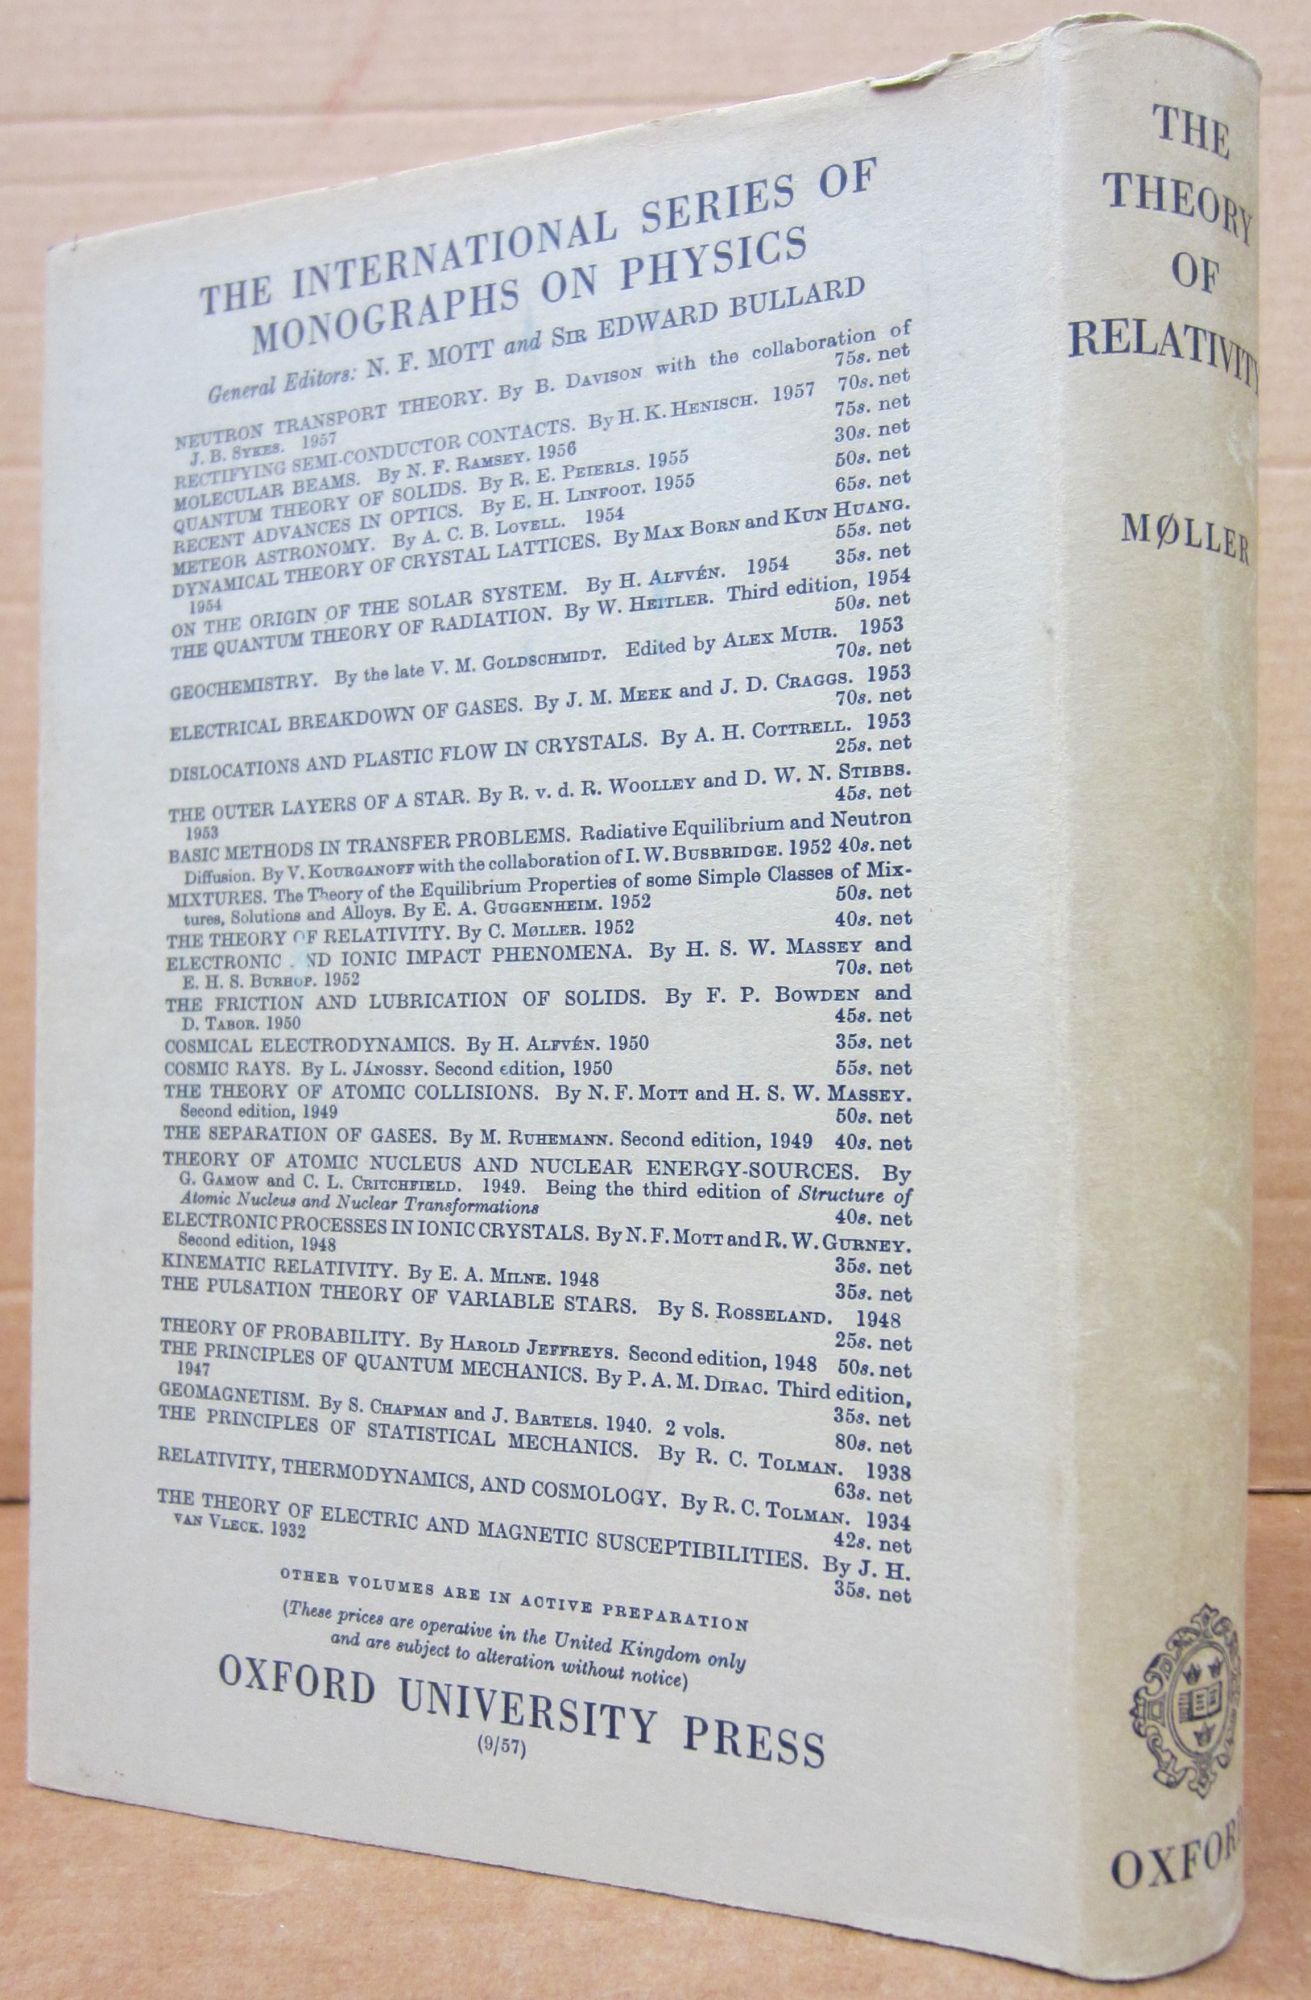 THE INTERNATIONAL SERIES OF
MONOGRAPHS ON PHYSICS
General Editors: N. F. MOTT and SIR EDWARD BULLARD
NEUTRON TRANSPORT THEORY. By B. DAVISON with the collaboration of
J. B. SYKES. 1957 75s. net
RECTIFYING SEMI-CONDUCTOR CONTACTS. By H. K. HENISCH. 1957 70s. net
MOLECULAR BEAMS. By N. F. RAMSEY. 1956 75s. net
QUANTUM THEORY OF SOLIDS. By R. E. PEIERLS. 1955 30s. net
RECENT ADVANCES IN OPTICS. By E. H. LINFOOT. 1955 50s. net
METEOR ASTRONOMY. By A. C. B. LOVELL. 1954 65s. net
DYNAMICAL THEORY OF CRYSTAL LATTICES. By MAX BORN and KUN HUANG.
1954 55s. net
ON THE ORIGIN OF THE SOLAR SYSTEM. By H. ALFVÉN. 1954 35s. net
THE QUANTUM THEORY OF RADIATION. By W. HEITLER. Third edition, 1954
50s. net
GEOCHEMISTRY. By the late V. M. GOLDSCHMIDT. Edited by ALEX MUIR. 1953
70s. net
ELECTRICAL BREAKDOWN OF GASES. By J. M. MEEK and J. D. CRAGGS. 1953
70s. net
DISLOCATIONS AND PLASTIC FLOW IN CRYSTALS. By A. H. COTTRELL. 1953
25s. net
THE OUTER LAYERS OF A STAR. By R. v. d. R. WOOLLEY and D. W. N. STIBBS.
1953 45s. net
BASIC METHODS IN TRANSFER PROBLEMS. Radiative Equilibrium and Neutron
Diffusion. By V. KOURGANOFF with the collaboration of I. W. BUSBRIDGE. 1952 40s. net
MIXTURES. The Theory of the Equilibrium Properties of some Simple Classes of Mix-
tures, Solutions and Alloys. By E. A. GUGGENHEIM. 1952 50s. net
THE THEORY OF RELATIVITY. By C. MØLLER. 1952 40s. net
ELECTRONIC AND IONIC IMPACT PHENOMENA. By H. S. W. MASSEY and
E. H. S. BURHOP. 1952 70s. net
THE FRICTION AND LUBRICATION OF SOLIDS. By F. P. BOWDEN and
D. TABOR. 1950 45s. net
COSMICAL ELECTRODYNAMICS. By H. ALFVÉN. 1950 35s. net
COSMIC RAYS. By L. JÁNOSSY. Second edition, 1950 55s. net
THE THEORY OF ATOMIC COLLISIONS. By N. F. MOTT and H. S. W. MASSEY.
Second edition, 1949 50s. net
THE SEPARATION OF GASES. By M. RUHEMANN. Second edition, 1949 40s. net
THEORY OF ATOMIC NUCLEUS AND NUCLEAR ENERGY-SOURCES. By
G. GAMOW and C. L. CRITCHFIELD. 1949. Being the third edition of Structure of
Atomic Nucleus and Nuclear Transformations 40s. net
ELECTRONIC PROCESSES IN IONIC CRYSTALS. By N. F. MOTT and R. W. GURNEY.
Second edition, 1948 35s. net
KINEMATIC RELATIVITY. By E. A. MILNE. 1948 35s. net
THE PULSATION THEORY OF VARIABLE STARS. By S. ROSSELAND. 1948
25s. net
THEORY OF PROBABILITY. By HAROLD JEFFREYS. Second edition, 1948 50s. net
THE PRINCIPLES OF QUANTUM MECHANICS. By P. A. M. DIRAC. Third edition,
1947 35s. net
GEOMAGNETISM. By S. CHAPMAN and J. BARTELS. 1940. 2 vols. 80s. net
THE PRINCIPLES OF STATISTICAL MECHANICS. By R. C. TOLMAN. 1938
63s. net
RELATIVITY, THERMODYNAMICS, AND COSMOLOGY. By R. C. TOLMAN. 1934
42s. net
THE THEORY OF ELECTRIC AND MAGNETIC SUSCEPTIBILITIES. By J. H.
VAN VLECK. 1932 35s. net
OTHER VOLUMES ARE IN ACTIVE PREPARATION
(These prices are operative in the United Kingdom only
and are subject to alteration without notice)
OXFORD UNIVERSITY PRESS
(9/57)
THE
THEORY
OF
RELATIVITY
MØLLER
OXFORD